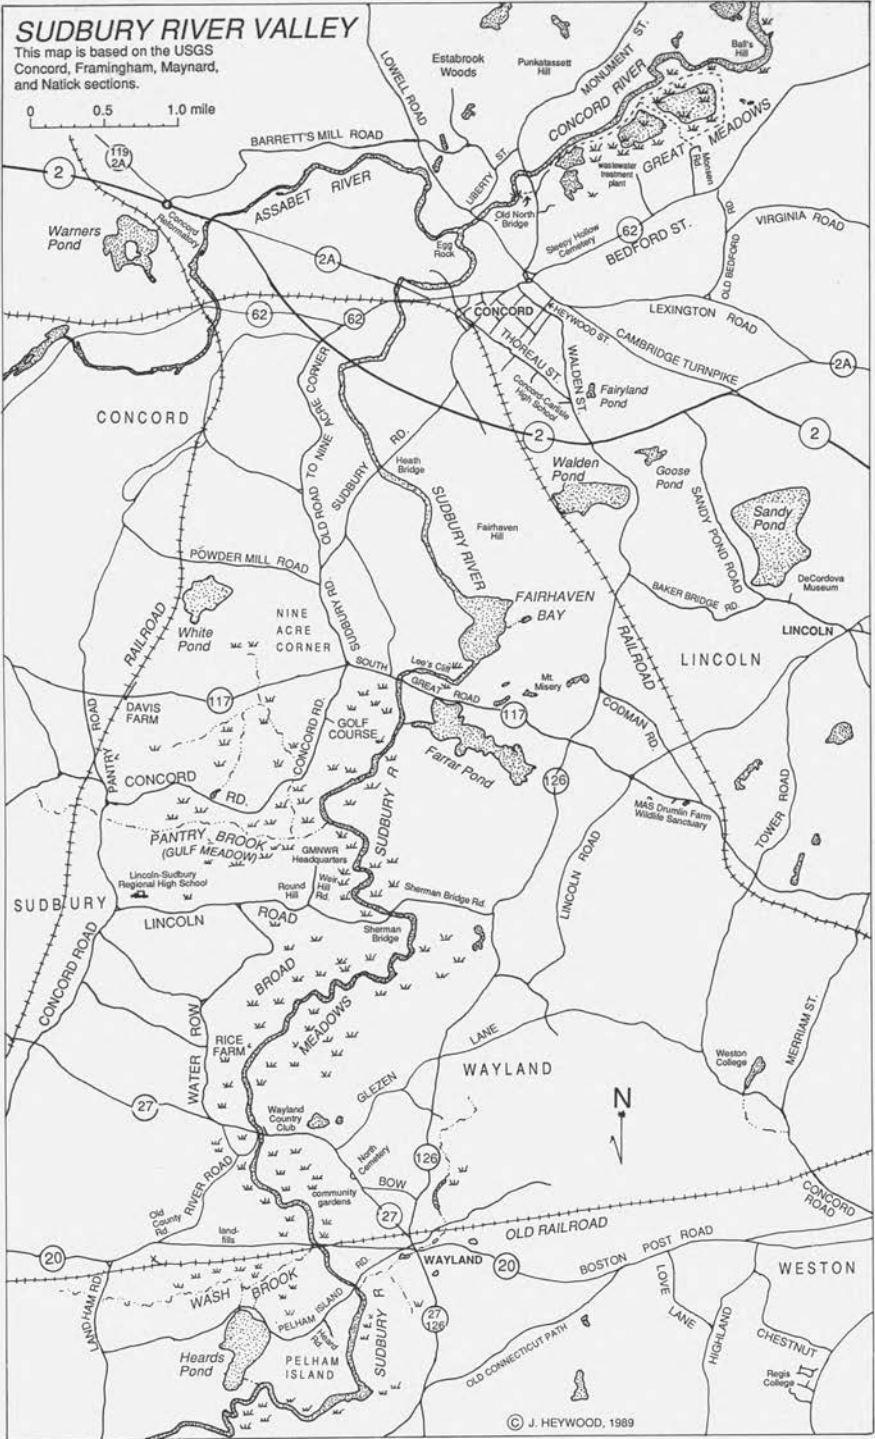 SUDBURY RIVER VALLEY
This map is based on the USGS
Concord, Framingham, Maynard,
and Natick sections.
0 1.0 mile
LOWELL ROAD
Estabrook
Woods
Punkatassett
Hill
MONUMENT ST.
Ball's
Hill
CONCORD RIVER
GREAT MEADOWS
119
2A
2
BARRETT'S MILL ROAD
UBERTY ST.
wastewater
treatment
plant
Monsen
Rd.
ASSABET RIVER
Concord
Reformatory
Warners
Pond
Old North
Bridge
Egg
Rock
Sleepy Hollow
Cemetery
62
BEDFORD ST.
OLD BEDFORD
RD
VIRGINIA ROAD
2A
62
62
CONCORD
HEYWOOD ST.
LEXINGTON ROAD
THOREAU ST.
WALDEN ST.
CAMBRIDGE TURNPIKE
2A
Concord-Carlisle
High School
Fairyland
Pond
CONCORD
OLD ROAD TO NINE ACRE CORNER
SUDBURY RD.
2
2
Heath
Bridge
Walden
Pond
Goose
Pond
Sandy
Pond
SANDY POND ROAD
SUDBURY RIVER
Fairhaven
Hill
POWDER MILL ROAD
BAKER BRIDGE RD.
DeCordova
Museum
LINCOLN
LINCOLN
White
Pond
NINE
ACRE
CORNER
SUDBURY RD.
FAIRHAVEN
BAY
RAILROAD
RAILROAD
Lee's Cliff
SOUTH GREAT ROAD
Mt.
Misery
117
117
CODMAN RD.
DAVIS
FARM
CONCORD RD.
GOLF
COURSE
Farrar Pond
PANTRY ROAD
CONCORD RD.
SUDBURY R
126
MAS Drumlin Farm
Wildlife Sanctuary
TOWER ROAD
PANTRY BROOK
(GULF MEADOW)
GMNWR
Headquarters
Lincoln-Sudbury
Regional High School
Round
Hill
Weir
Hill
Rd.
Sherman Bridge Rd.
LINCOLN ROAD
SUDBURY
LINCOLN ROAD
Sherman
Bridge
CONCORD ROAD
BROAD MEADOWS
WATER ROW
RICE
FARM
GLEZEN LANE
WAYLAND
Weston
College
MERRIAM ST.
27
Wayland
Country
Club
N
North
Cemetery
126
RIVER ROAD
Old
County
Rd.
community
gardens
BOW
27
CONCORD
ROAD
land-
fills
OLD RAILROAD
20
WAYLAND
20
BOSTON POST ROAD
WESTON
LANDHAM RD.
WASH BROOK
PELHAM ISLAND RD.
Heard
Rd.
SUDBURY R
27
126
LOVE LANE
HIGHLAND
CHESTNUT
Heards
Pond
PELHAM
ISLAND
OLD CONNECTICUT PATH
Regis
College
© J. HEYWOOD, 1989